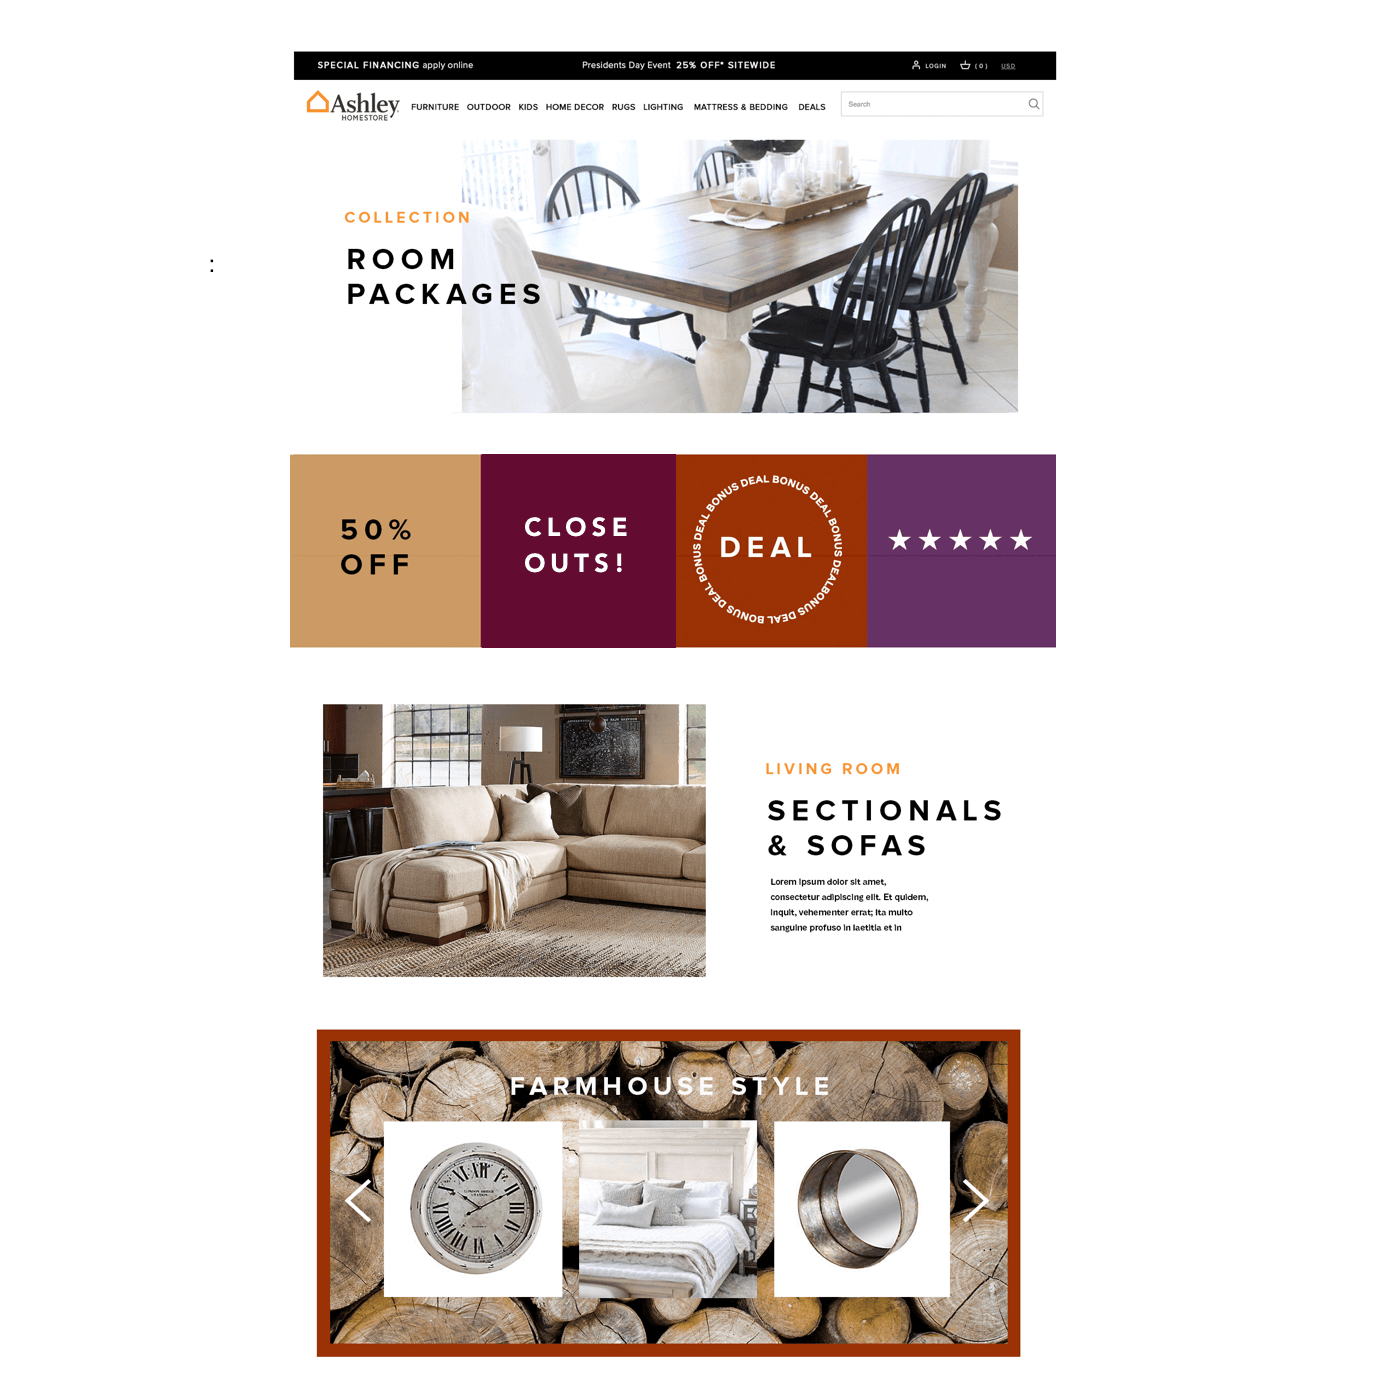 SPECIAL FINANCING apply online
Presidents Day Event 25% OFF* SITEWIDE
LOGIN
( 0 )
USD
Ashley
HOMESTORE
FURNITURE OUTDOOR KIDS HOME DECOR RUGS LIGHTING MATTRESS & BEDDING DEALS
Search
COLLECTION
ROOM
PACKAGES
:
50%
OFF
CLOSE
OUTS!
DEAL BONUS DEAL BONUS DEAL BONUS DEALBONUS DEAL BONUS DEAL BONUS
DEAL
LIVING ROOM
SECTIONALS
& SOFAS
Lorem ipsum dolor sit amet,
consectetur adipiscing elit. Et quidem,
inquit, vehementer errat; ita multo
sanguine profuso in laetitia et in
FARMHOUSE STYLE